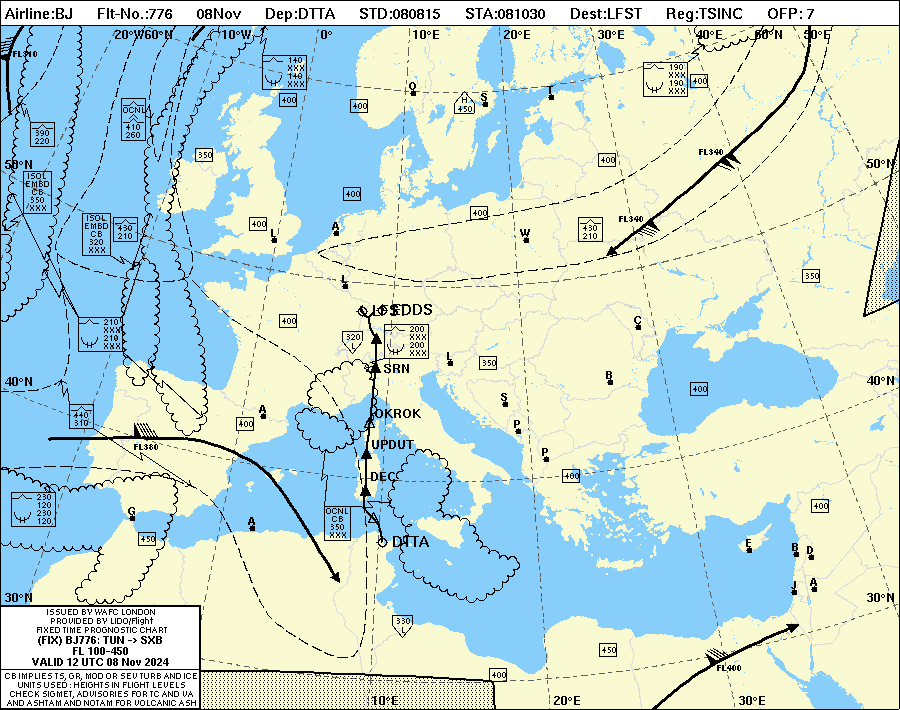 Airline:BJ Flt-No.:776 08Nov Dep:DTTA STD:080815 STA:081030 Dest:LFST Reg:TSINC OFP: 7
20°W60°N 10°W 0° 10°E 20°E 30°E 40°E 60°N 50°E
FL310
140
XXX
140
XXX
190
XXX
190
XXX
400
400
400
O
S
T
H
450
OCNL
410
260
390
220
350
FL340
400
50°N
50°N
ISOL
EMBD
CB
350
XXX
400
400
FL340
ISOL
EMBD
CB
320
XXX
430
210
400
L
A
W
430
210
350
L
EDDS
400
210
XXX
210
XXX
320
L
200
XXX
200
XXX
C
L
350
SRN
40°N
40°N
B
400
440
310
A
400
OKROK
S
P
FL380
UPDUT
P
DEC
400
230
120
230
120
G
450
A
OCNL
CB
350
XXX
400
DTTA
E
B
D
J
A
30°N
30°N
330
L
450
400
FL400
ISSUED BY WAFC LONDON
PROVIDED BY LIDO/Flight
FIXED TIME PROGNOSTIC CHART
(FIX) BJ776: TUN -> SXB
FL 100-450
VALID 12 UTC 08 Nov 2024
CB IMPLIES TS, GR, MOD OR SEV TURB AND ICE
UNITS USED : HEIGHTS IN FLIGHT LEVELS
CHECK SIGMET, ADVISORIES FOR TC AND VA
AND ASHTAM AND NOTAM FOR VOLCANIC ASH
10°E 20°E 30°E